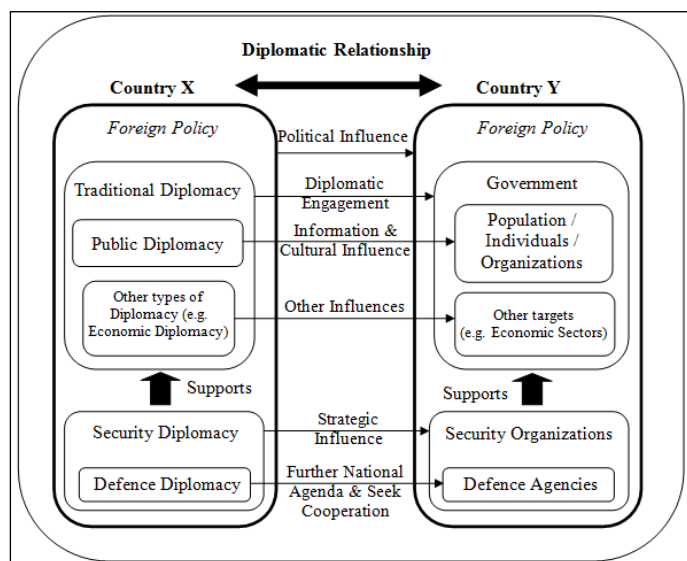 Diplomatic Relationship
Country X
Country Y
Foreign Policy
Foreign Policy
Political Influence
Traditional Diplomacy
Diplomatic
Engagement
Government
Public Diplomacy
Information &
Cultural Influence
Population /
Individuals /
Organizations
Other types of
Diplomacy (e.g.
Economic Diplomacy)
Other Influences
Other targets
(e.g. Economic Sectors)
Supports
Supports
Security Diplomacy
Strategic
Influence
Security Organizations
Defence Diplomacy
Further National
Agenda & Seek
Cooperation
Defence Agencies